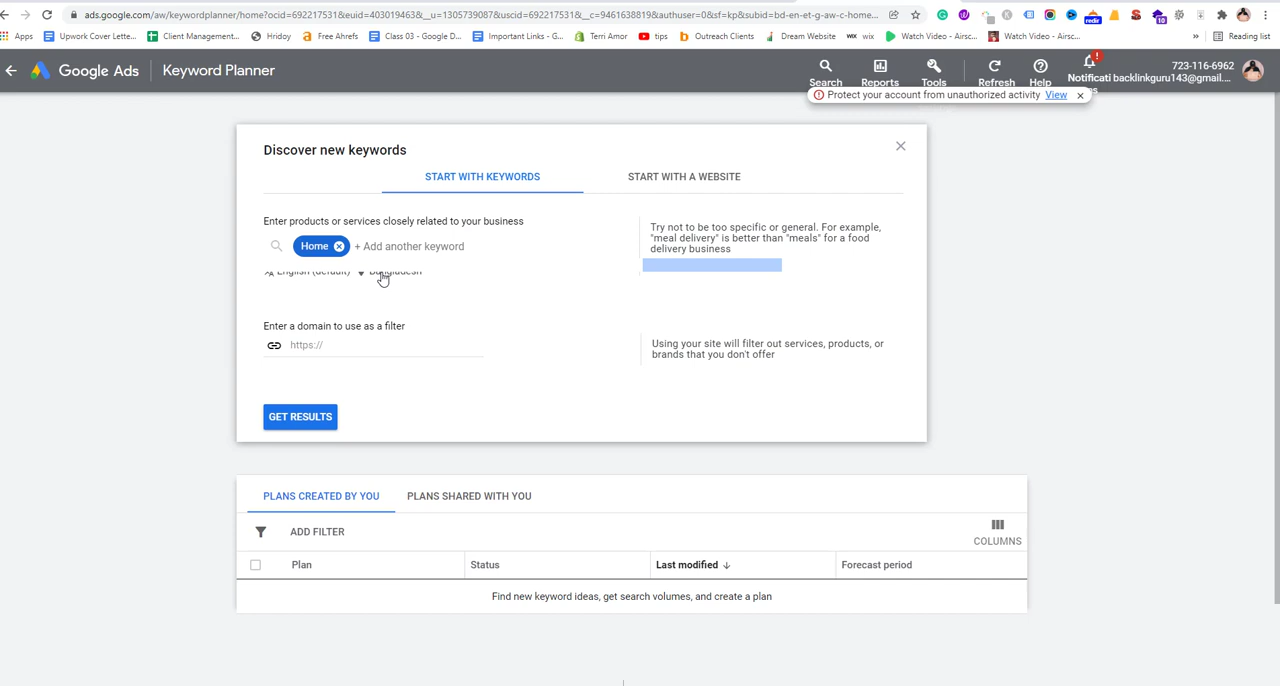 ads.google.com/aw/keywordplanner/home?ocid=692217531&euid=303019463&__u=1367739087&uscid=692217531&__c=9461638819&authuser=0&sf=kp&subid=bd-en-et-g-aw-c-home...
Apps Upwork Cover Lette... Client Management... Hridoy Free Ahrefs Class 03 - Google D... Important Links - G... Terri Amor tips Outreach Clients Dream Website wix Watch Video - Airsc... Watch Video - Airsc... » Reading list
redir 10
Google Ads Keyword Planner
Search Reports Tools Refresh Help Notificati
723-116-6962
backlinkguru143@gmail....
Protect your account from unauthorized activity View
Discover new keywords
START WITH KEYWORDS START WITH A WEBSITE
Enter products or services closely related to your business
Home + Add another keyword
Try not to be too specific or general. For example,
"meal delivery" is better than "meals" for a food
delivery business
English (default) Bangladesh
Enter a domain to use as a filter
https://
Using your site will filter out services, products, or
brands that you don't offer
GET RESULTS
PLANS CREATED BY YOU PLANS SHARED WITH YOU
ADD FILTER
COLUMNS
Plan Status Last modified Forecast period
Find new keyword ideas, get search volumes, and create a plan